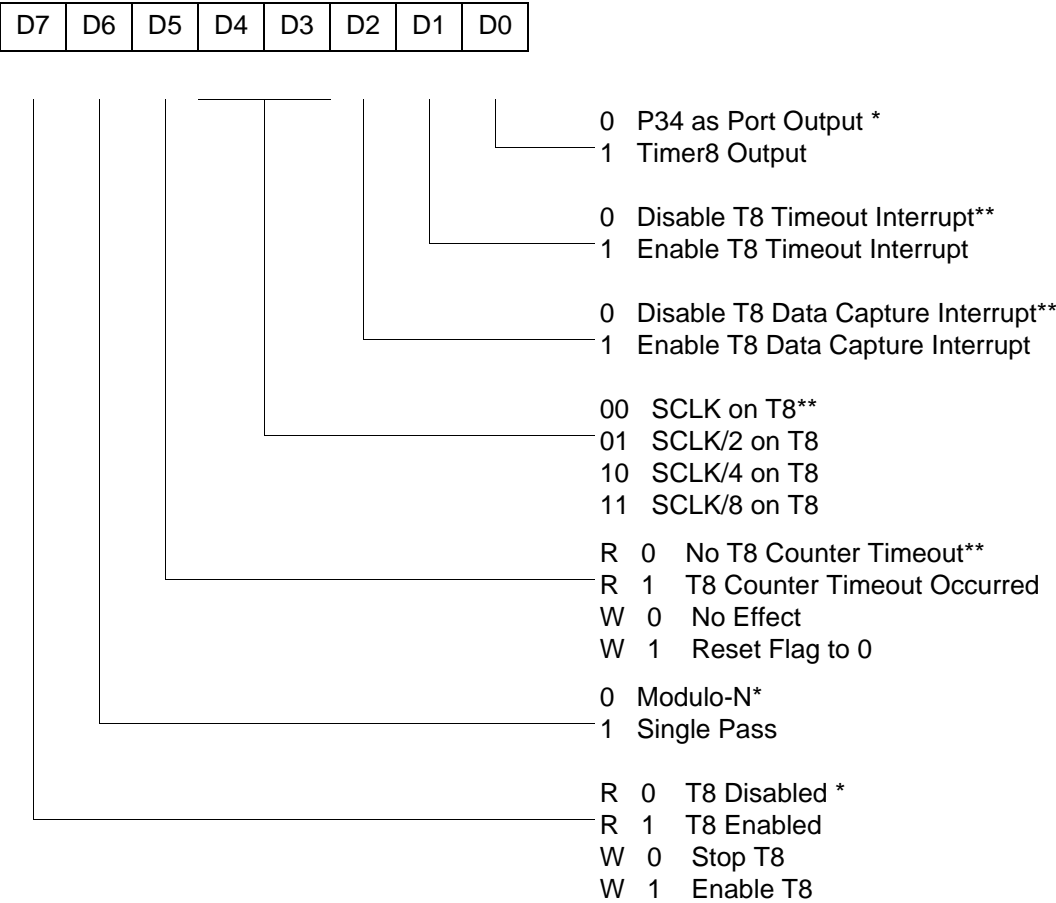 D7 D6 D5 D4 D3 D2 D1 D0
0 P34 as Port Output *
1 Timer8 Output
0 Disable T8 Timeout Interrupt**
1 Enable T8 Timeout Interrupt
0 Disable T8 Data Capture Interrupt**
1 Enable T8 Data Capture Interrupt
00 SCLK on T8**
01 SCLK/2 on T8
10 SCLK/4 on T8
11 SCLK/8 on T8
R 0 No T8 Counter Timeout**
R 1 T8 Counter Timeout Occurred
W 0 No Effect
W 1 Reset Flag to 0
0 Modulo-N*
1 Single Pass
R 0 T8 Disabled *
R 1 T8 Enabled
W 0 Stop T8
W 1 Enable T8